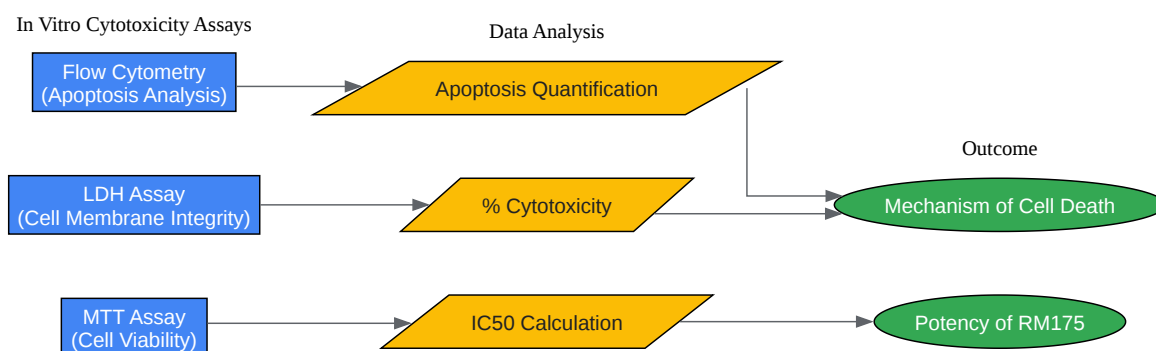 In Vitro Cytotoxicity Assays
Data Analysis
Flow Cytometry
(Apoptosis Analysis)
Apoptosis Quantification
Outcome
LDH Assay
(Cell Membrane Integrity)
% Cytotoxicity
Mechanism of Cell Death
MTT Assay
(Cell Viability)
IC50 Calculation
Potency of RM175